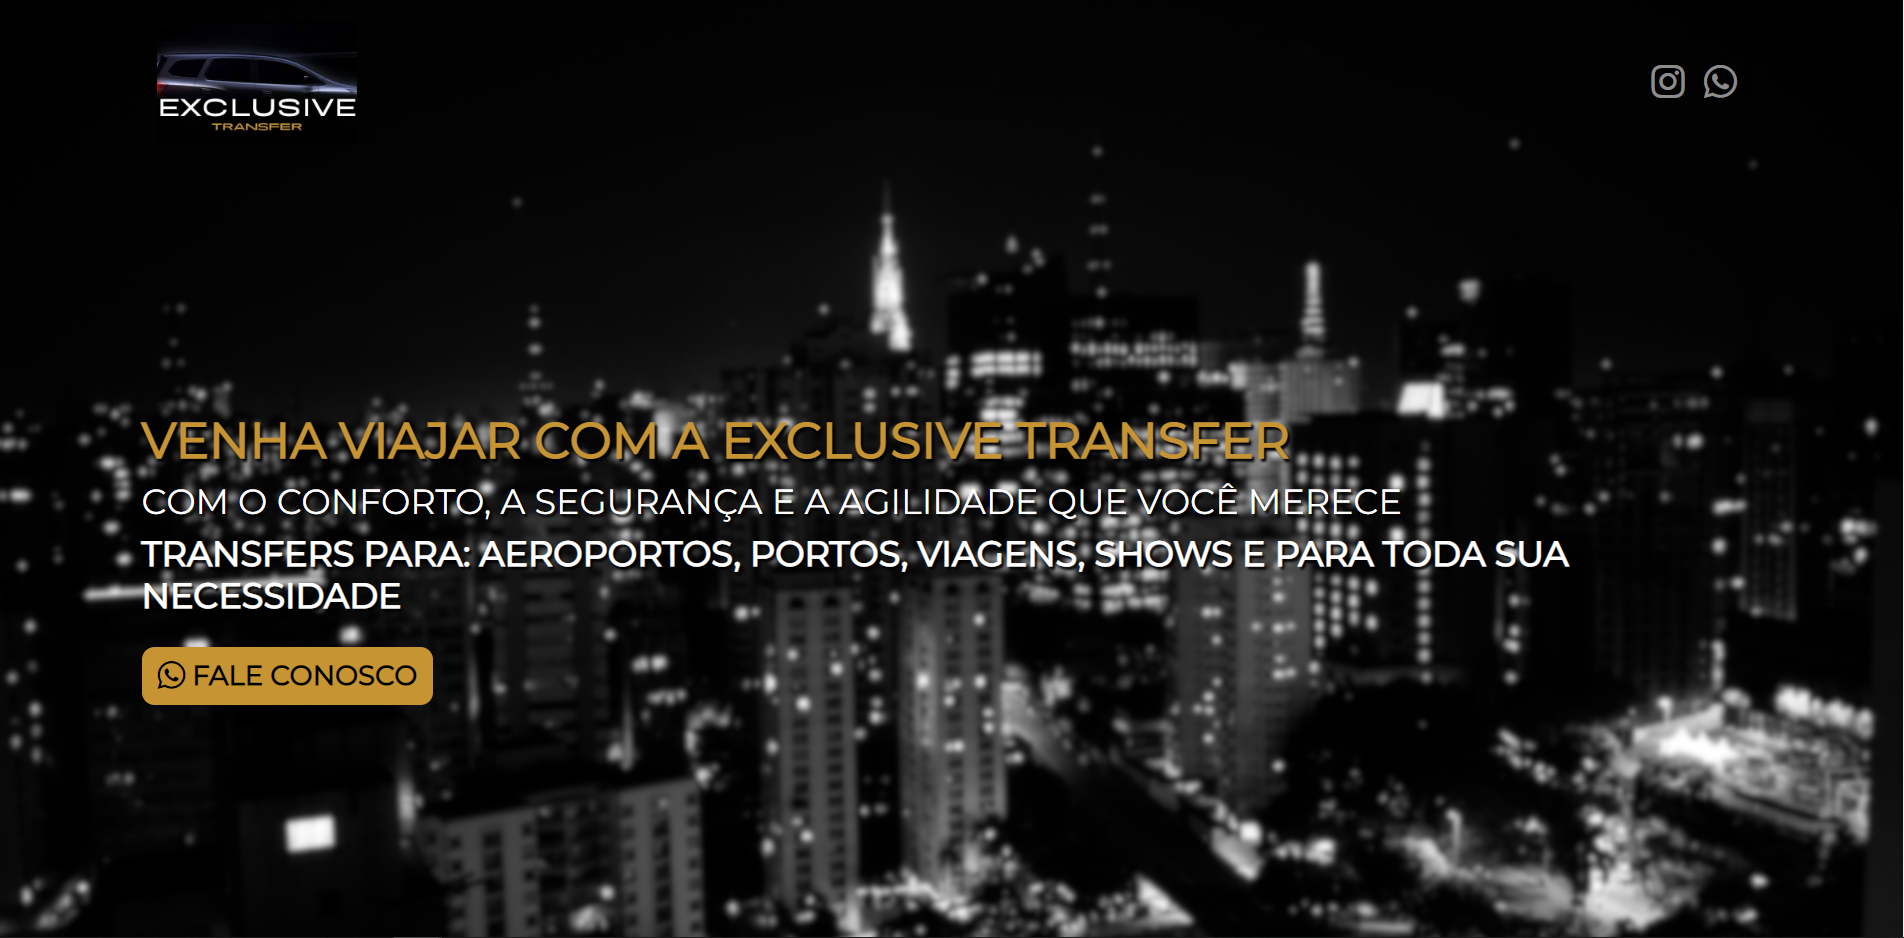 EXCLUSIVE
TRANSFER
VENHA VIAJAR COM A EXCLUSIVE TRANSFER
COM O CONFORTO, A SEGURANÇA E A AGILIDADE QUE VOCÊ MERECE
TRANSFERS PARA: AEROPORTOS, PORTOS, VIAGENS, SHOWS E PARA TODA SUA
NECESSIDADE
FALE CONOSCO